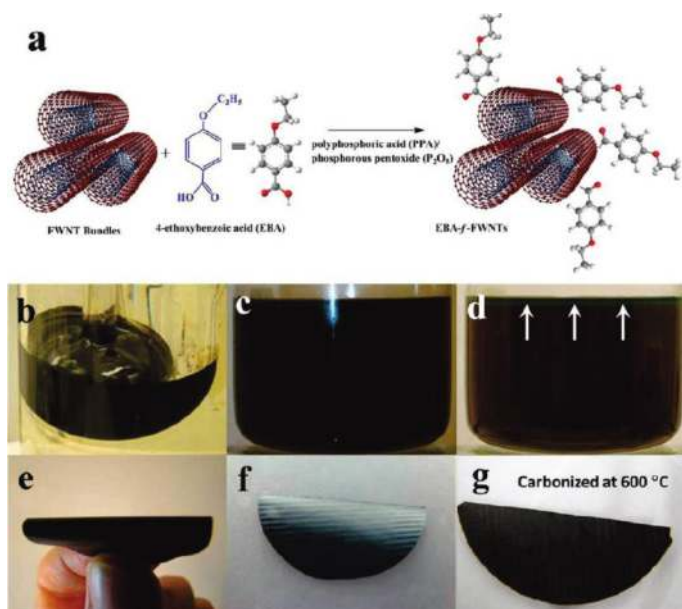 a
C₂H₅
O
+
≡
HO
O
polyphosphoric acid (PPA)/
phosphorous pentoxide (P₂O₅)
FWNT Bundles
4-ethoxybenzoic acid (EBA)
EBA-f-FWNTs
b
c
d
e
f
g
Carbonized at 600 °C